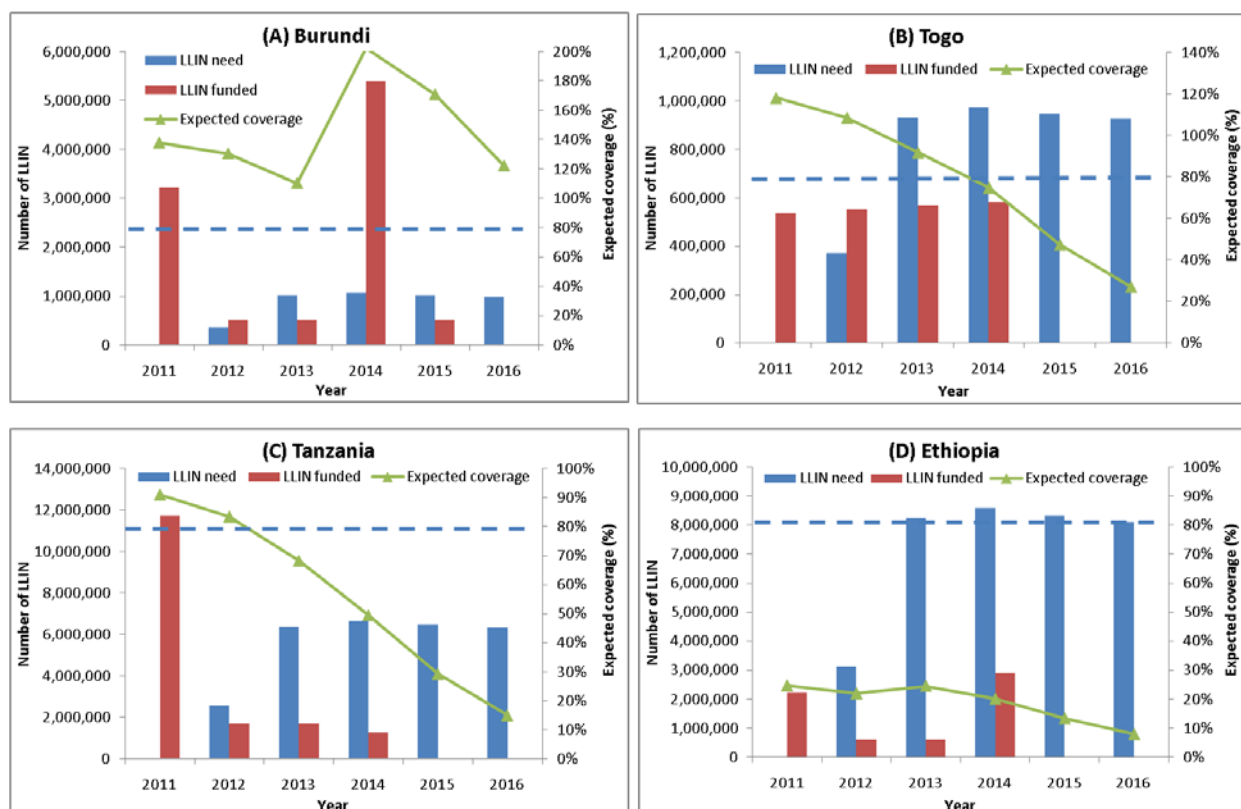 (A) Burundi
LLIN need
LLIN funded
Expected coverage
Number of LLIN
6,000,000
5,000,000
4,000,000
3,000,000
2,000,000
1,000,000
0
200%
180%
160%
140%
120%
100%
80%
60%
40%
20%
0%
Expected coverage (%)
2011 2012 2013 2014 2015 2016
Year
(B) Togo
LLIN need LLIN funded Expected coverage
Number of LLIN
1,200,000
1,000,000
800,000
600,000
400,000
200,000
0
140%
120%
100%
80%
60%
40%
20%
0%
Expected coverage (%)
2011 2012 2013 2014 2015 2016
Year
(C) Tanzania
LLIN need LLIN funded Expected coverage
Number of LLIN
14,000,000
12,000,000
10,000,000
8,000,000
6,000,000
4,000,000
2,000,000
0
100%
90%
80%
70%
60%
50%
40%
30%
20%
10%
0%
Expected coverage (%)
2011 2012 2013 2014 2015 2016
Year
(D) Ethiopia
LLIN need LLIN funded Expected coverage
Number of LLIN
10,000,000
9,000,000
8,000,000
7,000,000
6,000,000
5,000,000
4,000,000
3,000,000
2,000,000
1,000,000
0
100%
90%
80%
70%
60%
50%
40%
30%
20%
10%
0%
Expected coverage (%)
2011 2012 2013 2014 2015 2016
Year